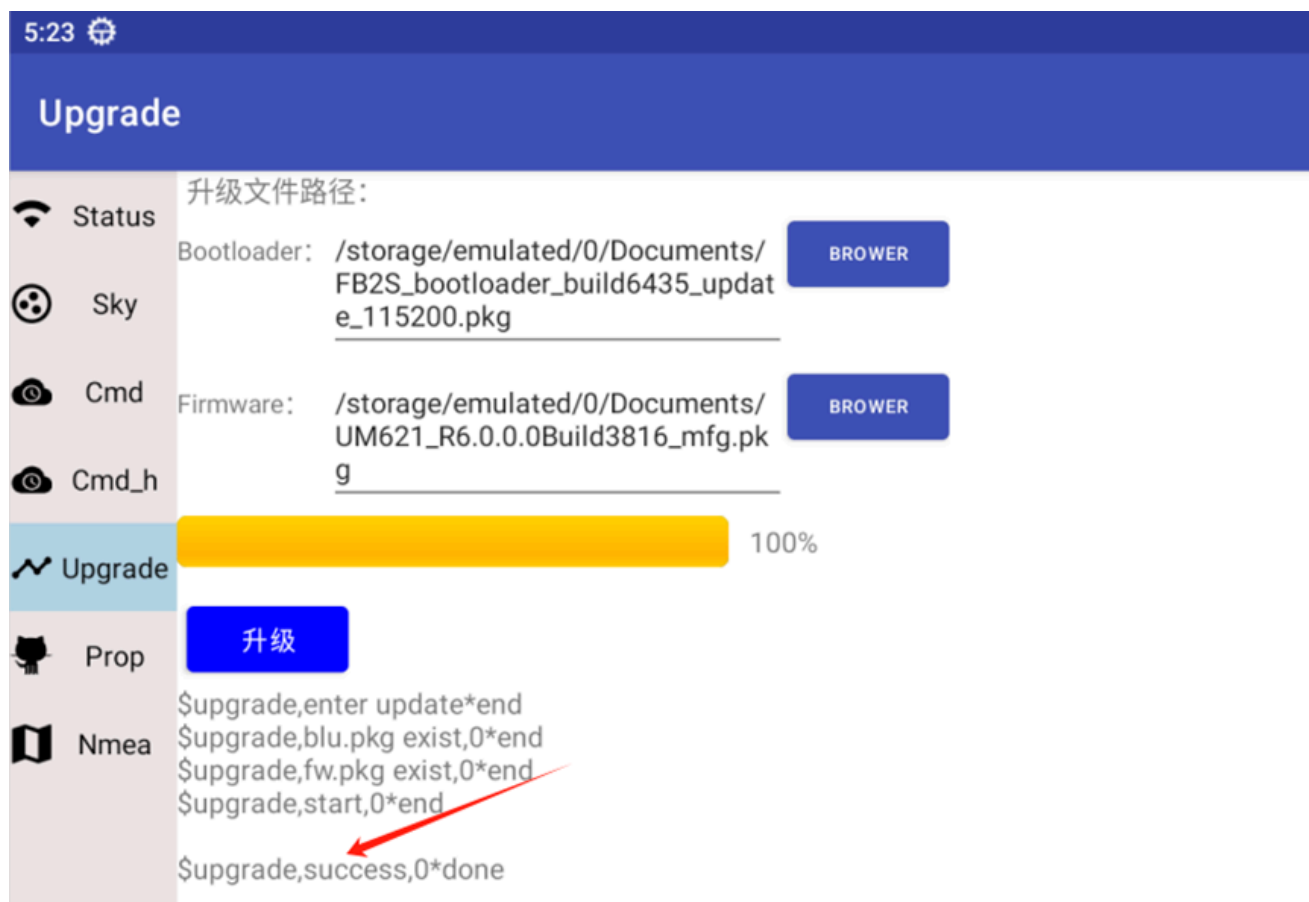 5:23
Upgrade
Status
Sky
Cmd
Cmd_h
Upgrade
Prop
Nmea
升级文件路径：
Bootloader：
/storage/emulated/0/Documents/
FB2S_bootloader_build6435_updat
e_115200.pkg
BROWER
Firmware：
/storage/emulated/0/Documents/
UM621_R6.0.0.0Build3816_mfg.pk
g
BROWER
100%
升级
$upgrade,enter update*end
$upgrade,blu.pkg exist,0*end
$upgrade,fw.pkg exist,0*end
$upgrade,start,0*end
$upgrade,success,0*done